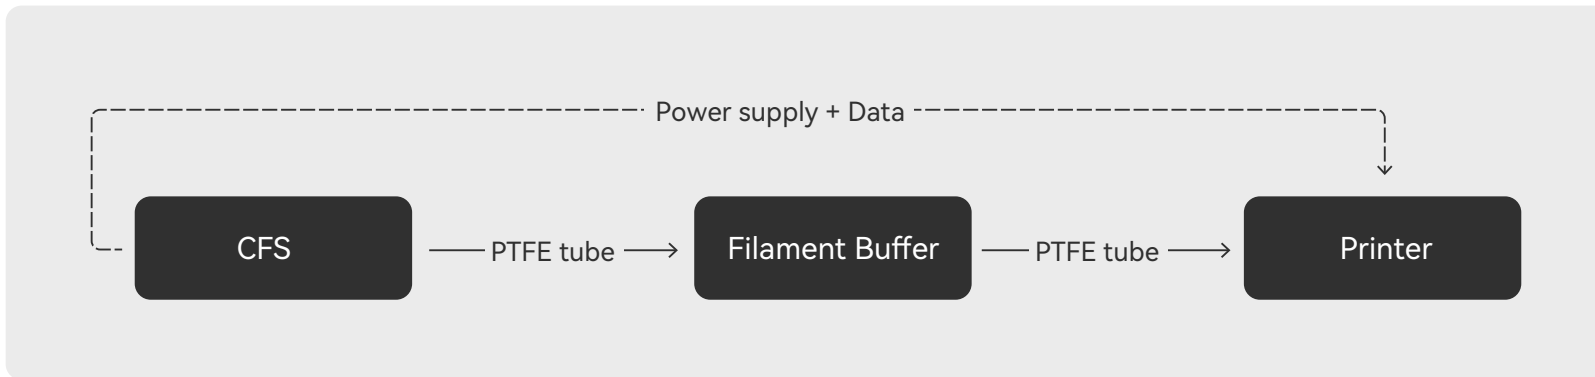 Power supply + Data
CFS
PTFE tube
Filament Buffer
PTFE tube
Printer